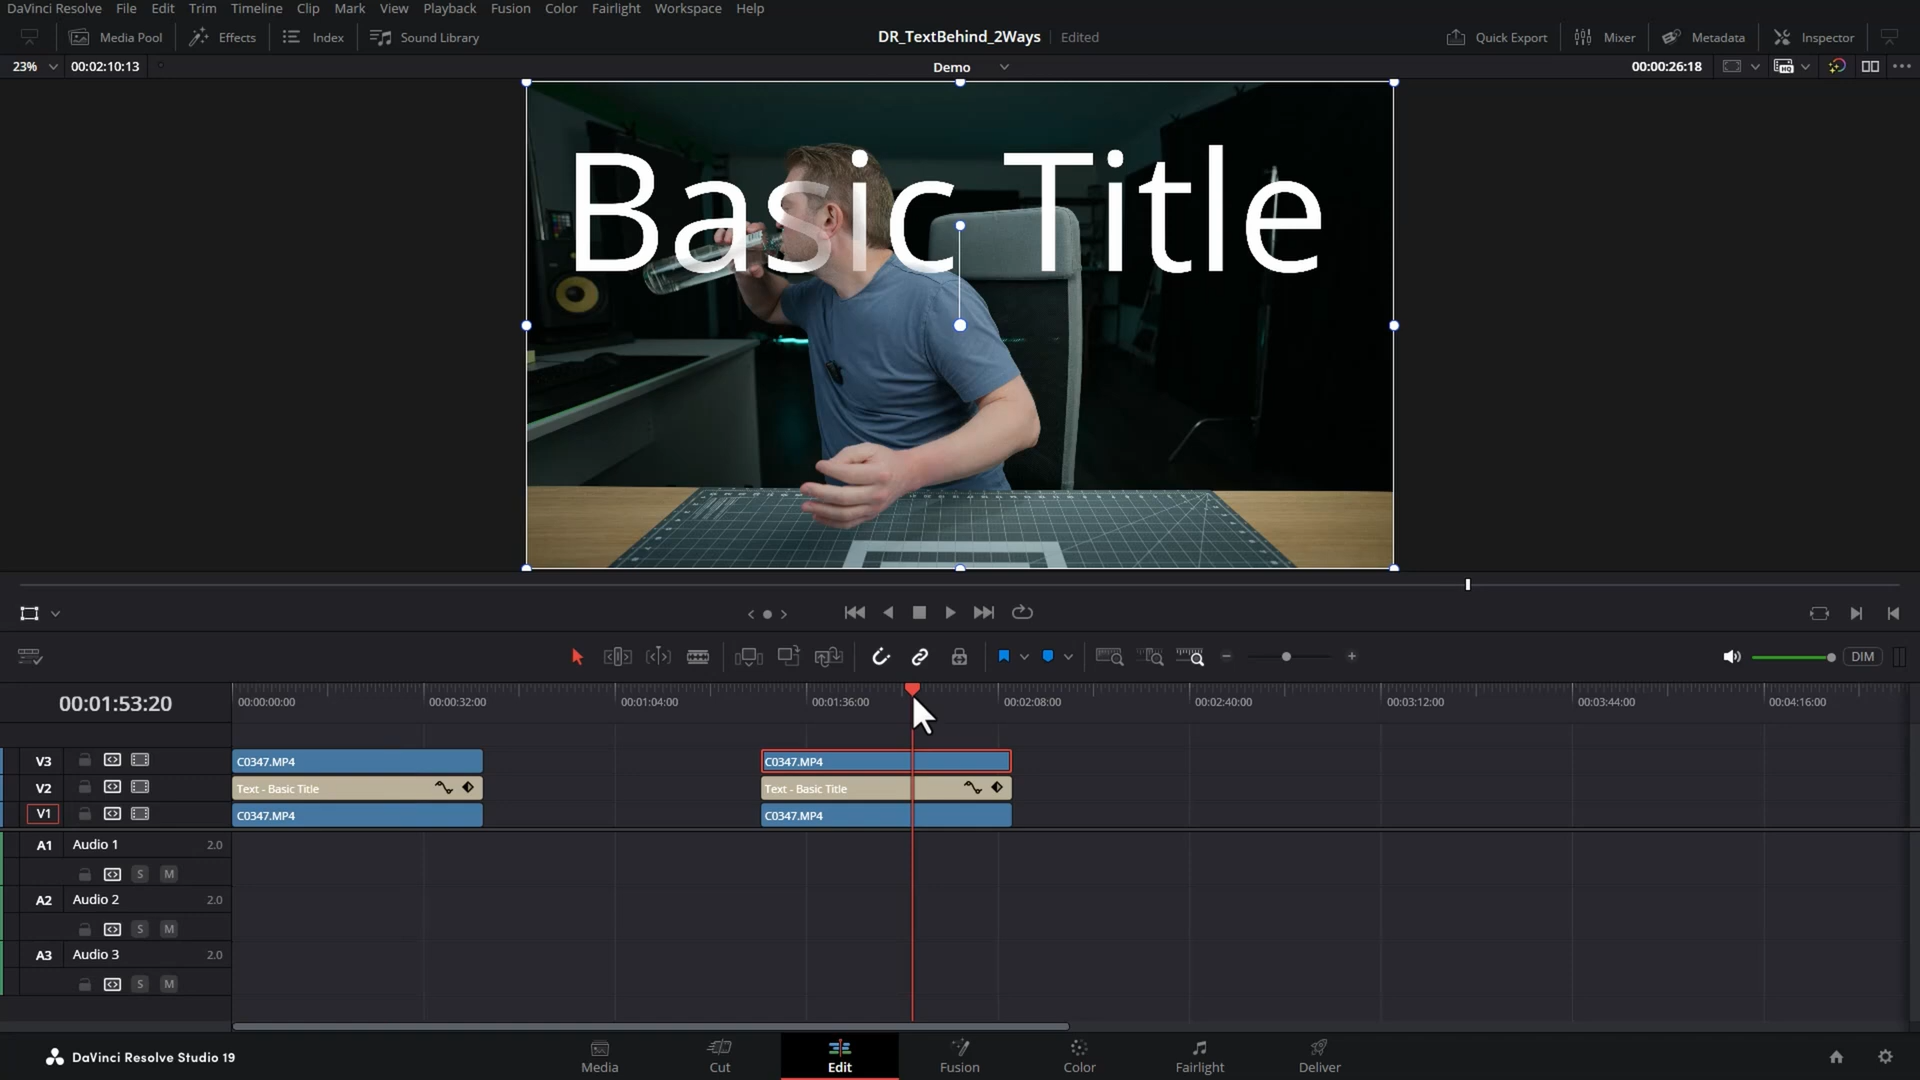 DaVinci Resolve File Edit Trim Timeline Clip Mark View Playback Fusion Color Fairlight Workspace Help
Media Pool Effects Index Sound Library DR_TextBehind_2Ways Edited Quick Export Mixer Metadata Inspector
23% 00:02:10:13 Demo 00:00:26:18
Basic Title
DIM
00:01:53:20 00:00:00:00 00:00:32:00 00:01:04:00 00:01:36:00 00:02:08:00 00:02:40:00 00:03:12:00 00:03:44:00 00:04:16:00
V3 C0347.MP4 C0347.MP4
V2 Text - Basic Title Text - Basic Title
V1 C0347.MP4 C0347.MP4
A1 Audio 1 2.0
S M
A2 Audio 2 2.0
S M
A3 Audio 3 2.0
S M
DaVinci Resolve Studio 19 Media Cut Edit Fusion Color Fairlight Deliver